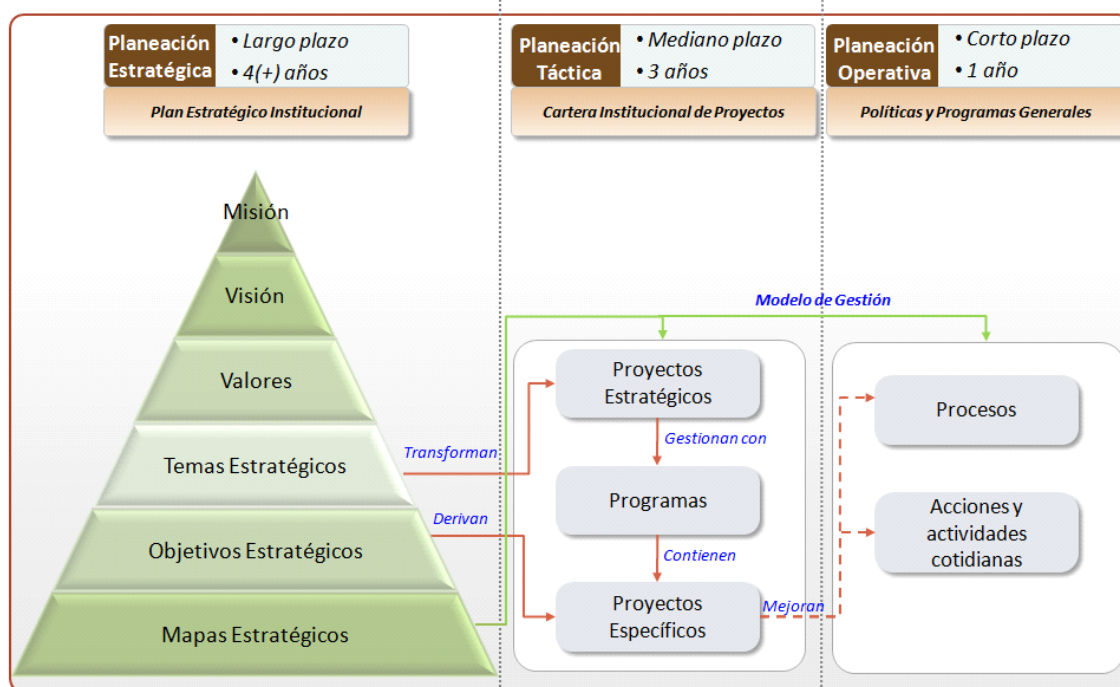 Planeación
Estratégica
• Largo plazo
• 4(+) años
Plan Estratégico Institucional
Planeación
Táctica
• Mediano plazo
• 3 años
Cartera Institucional de Proyectos
Planeación
Operativa
• Corto plazo
• 1 año
Políticas y Programas Generales
Misión
Visión
Valores
Temas Estratégicos
Objetivos Estratégicos
Mapas Estratégicos
Transforman
Derivan
Modelo de Gestión
Proyectos
Estratégicos
Gestionan con
Programas
Contienen
Proyectos
Específicos
Mejoran
Procesos
Acciones y
actividades
cotidianas